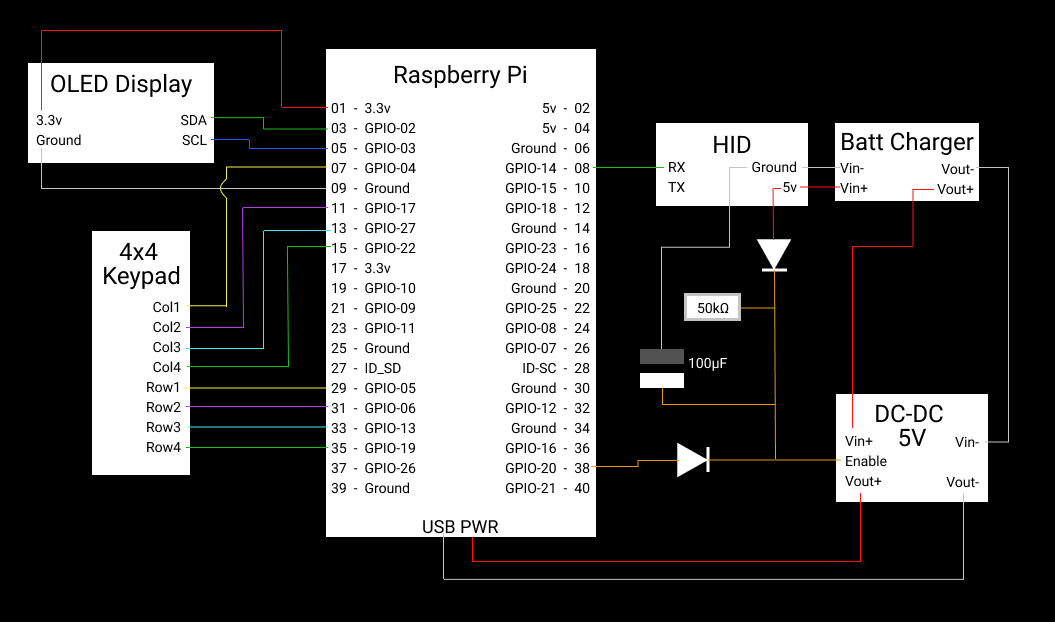 OLED Display
3.3v
SDA
Ground
SCL
4x4
Keypad
Col1
Col2
Col3
Col4
Row1
Row2
Row3
Row4
Raspberry Pi
01 - 3.3v 5v - 02
03 - GPIO-02 5v - 04
05 - GPIO-03 Ground - 06
07 - GPIO-04 GPIO-14 - 08
09 - Ground GPIO-15 - 10
11 - GPIO-17 GPIO-18 - 12
13 - GPIO-27 Ground - 14
15 - GPIO-22 GPIO-23 - 16
17 - 3.3v GPIO-24 - 18
19 - GPIO-10 Ground - 20
21 - GPIO-09 GPIO-25 - 22
23 - GPIO-11 GPIO-08 - 24
25 - Ground GPIO-07 - 26
27 - ID_SD ID-SC - 28
29 - GPIO-05 Ground - 30
31 - GPIO-06 GPIO-12 - 32
33 - GPIO-13 Ground - 34
35 - GPIO-19 GPIO-16 - 36
37 - GPIO-26 GPIO-20 - 38
39 - Ground GPIO-21 - 40
USB PWR
HID
RX Ground
TX 5v
Batt Charger
Vin- Vout-
Vin+ Vout+
50kΩ
100µF
DC-DC
5V
Vin+ Vin-
Enable
Vout+ Vout-